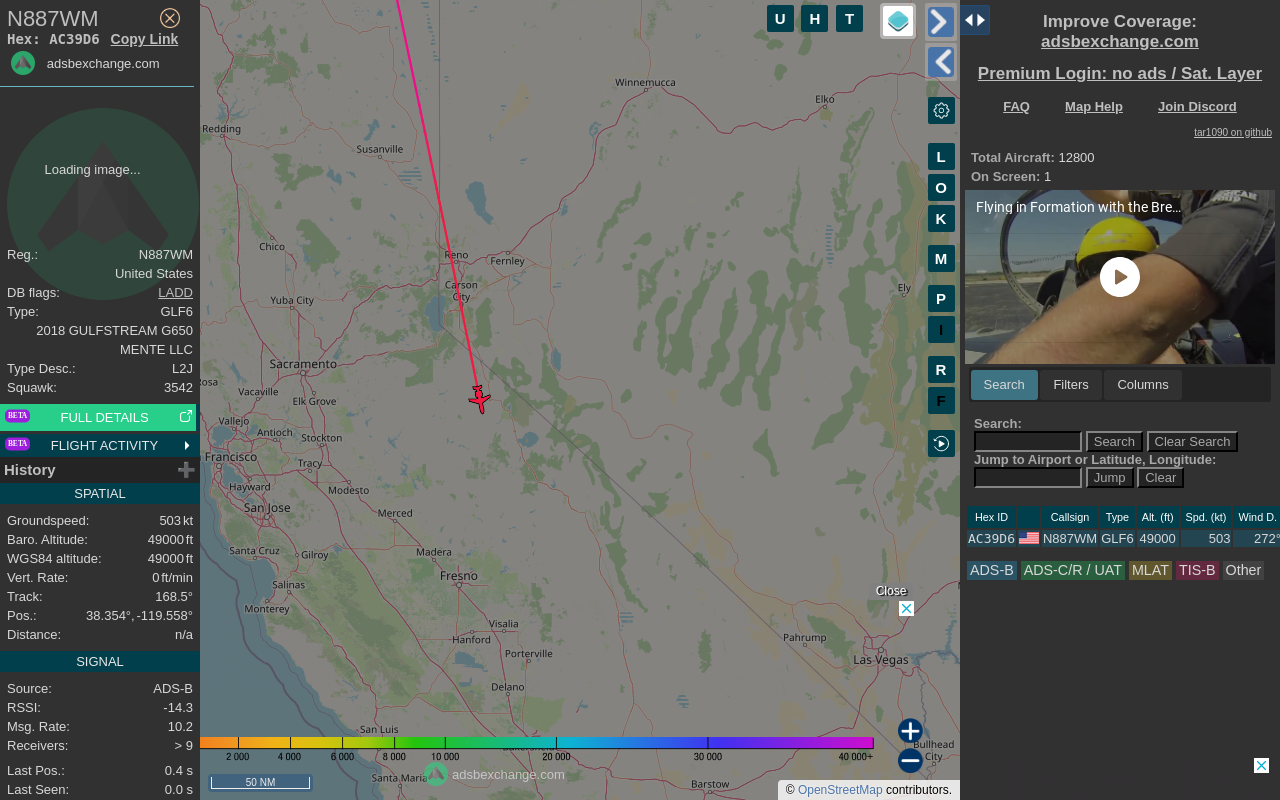 N887WM
Hex: AC39D6 Copy Link
adsbexchange.com
Loading image...
Reg.: N887WM
United States
DB flags: LADD
Type: GLF6
2018 GULFSTREAM G650
MENTE LLC
Type Desc.: L2J
Squawk: 3542
BETA FULL DETAILS
BETA FLIGHT ACTIVITY
History
SPATIAL
Groundspeed: 503 kt
Baro. Altitude: 49000 ft
WGS84 altitude: 49000 ft
Vert. Rate: 0 ft/min
Track: 168.5°
Pos.: 38.354°, -119.558°
Distance: n/a
SIGNAL
Source: ADS-B
RSSI: -14.3
Msg. Rate: 10.2
Receivers: > 9
Last Pos.: 0.4 s
Last Seen: 0.0 s
U H T
L
O
K
M
P
I
R
F
Winnemucca
Elko
Redding
Susanville
Chico
Reno
Fernley
Carson
City
Ely
Yuba City
Sacramento
Rosa
Vacaville
Elk Grove
Vallejo
Antioch
Stockton
Francisco
Tracy
Hayward
Modesto
San Jose
Merced
Santa Cruz
Gilroy
Madera
Salinas
Fresno
Monterey
Visalia
Hanford
Porterville
Pahrump
Las Vegas
Delano
San Luis
Bullhead
City
Santa Maria
Barstow
Close
2 000 4 000 6 000 8 000 10 000 20 000 30 000 40 000+
adsbexchange.com
50 NM
© OpenStreetMap contributors.
Improve Coverage:
adsbexchange.com
Premium Login: no ads / Sat. Layer
FAQ Map Help Join Discord
tar1090 on github
Total Aircraft: 12800
On Screen: 1
Flying in Formation with the Bre...
Search Filters Columns
Search:
Search Clear Search
Jump to Airport or Latitude, Longitude:
Jump Clear
Hex ID Callsign Type Alt. (ft) Spd. (kt) Wind D.
AC39D6 N887WM GLF6 49000 503 272°
ADS-B ADS-C/R / UAT MLAT TIS-B Other